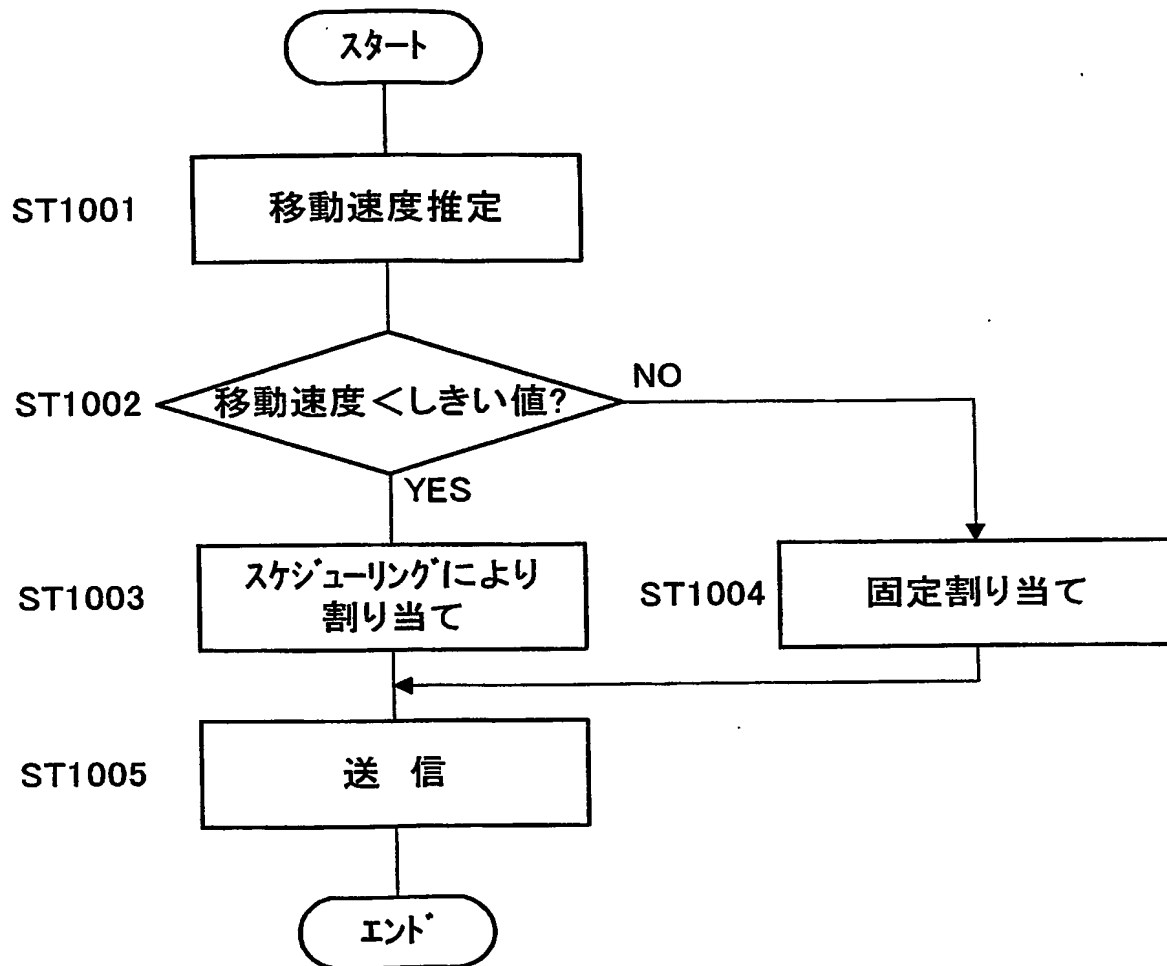 スタート
ST1001
移動速度推定
ST1002
移動速度<しきい値?
NO
YES
ST1003
スケジューリングにより
割り当て
ST1004
固定割り当て
ST1005
送 信
エンド